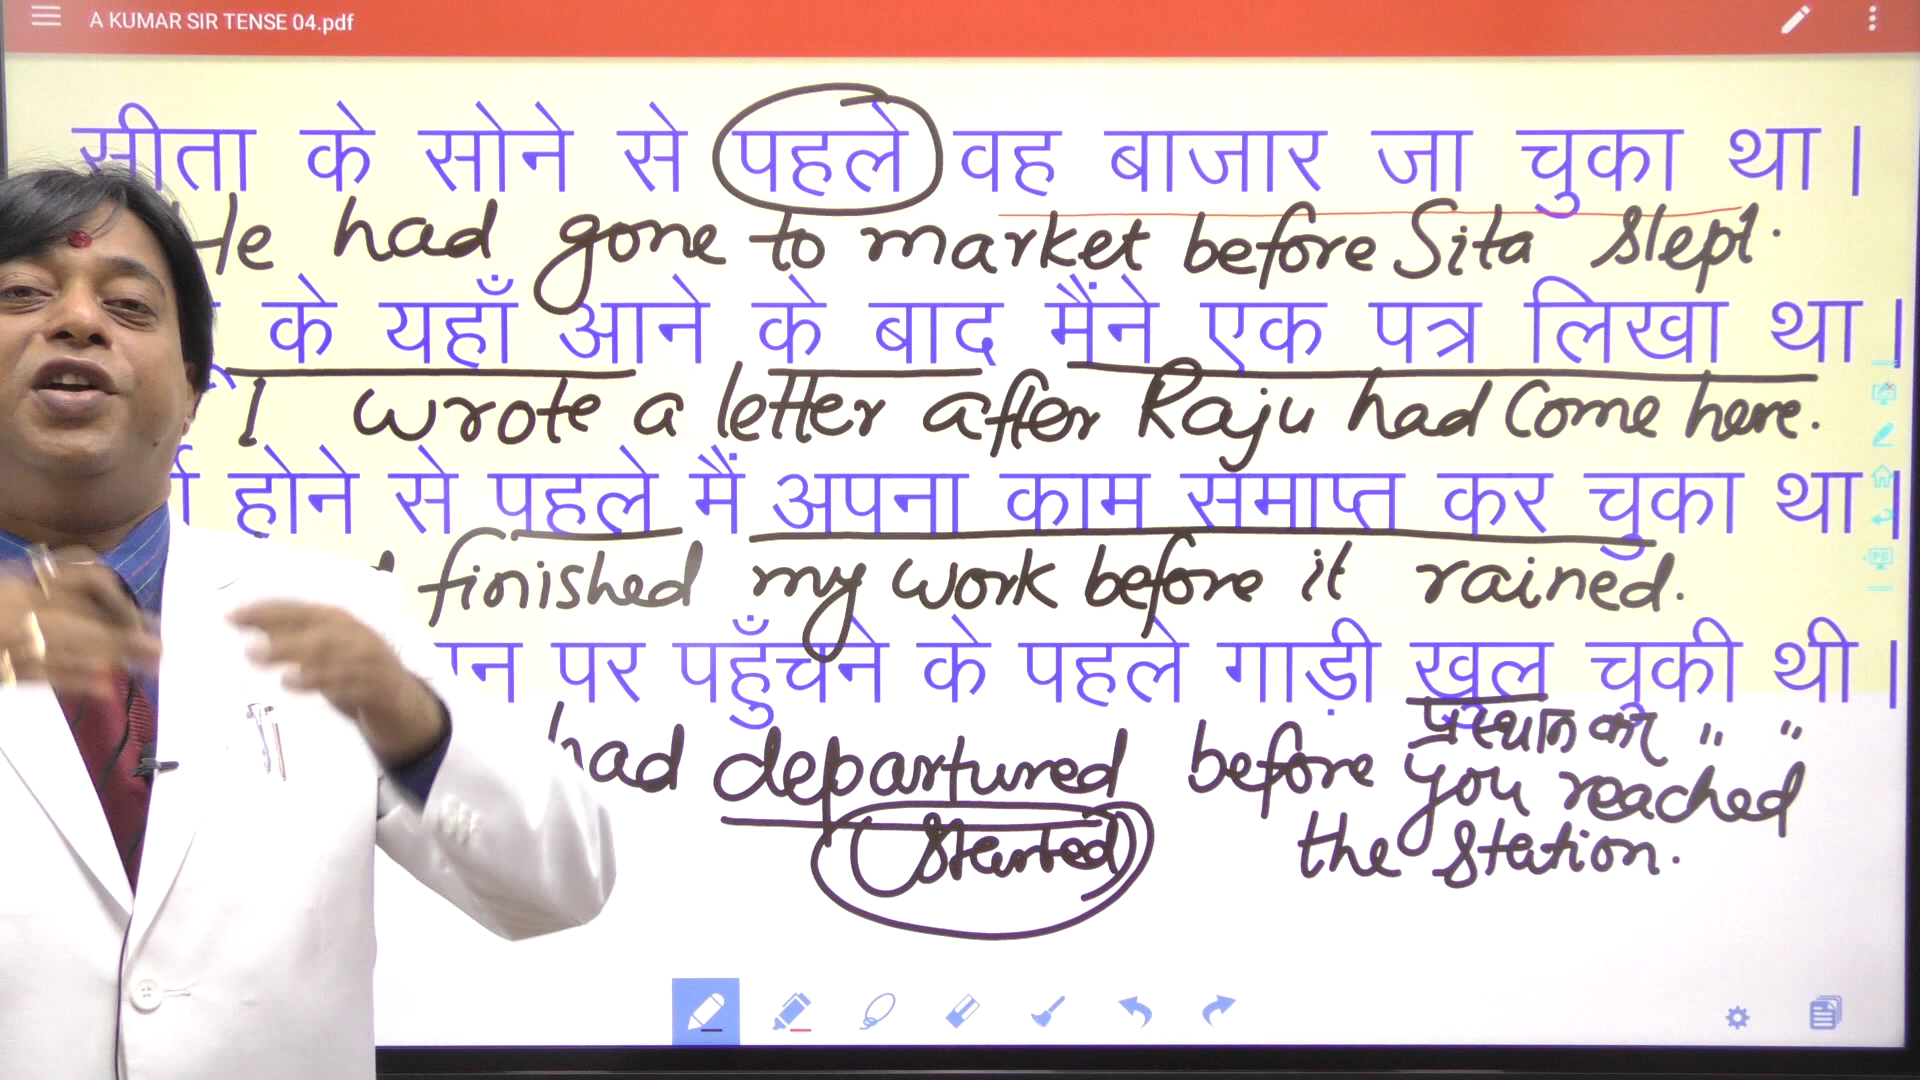 A KUMAR SIR TENSE 04.pdf
सीता के सोने से पहले वह बाजार जा चुका था।
He had gone to market before Sita slept.
के यहाँ आने के बाद मैंने एक पत्र लिखा था।
I wrote a letter after Raju had come here.
होने से पहले मैं अपना काम समाप्त कर चुका था।
finished my work before it rained.
पर पहुँचने के पहले गाड़ी खुल चुकी थी।
प्रस्थान कर " "
had departured before you reached
(started) the station.